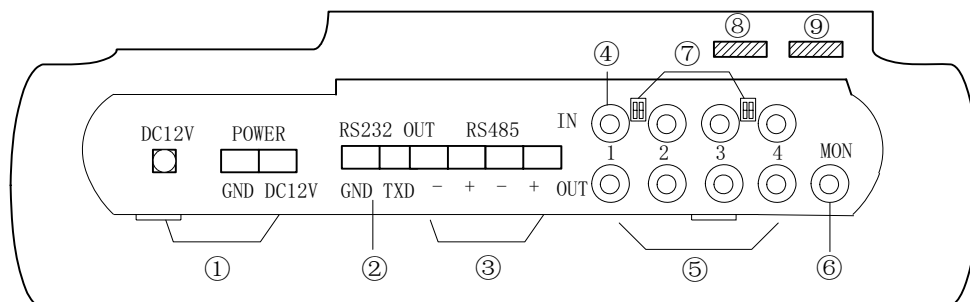 ⑧ ⑨
④ ⑦
DC12V POWER RS232 OUT RS485 IN
1 2 3 4 MON
GND DC12V GND TXD - + - + OUT
① ② ③ ⑤ ⑥